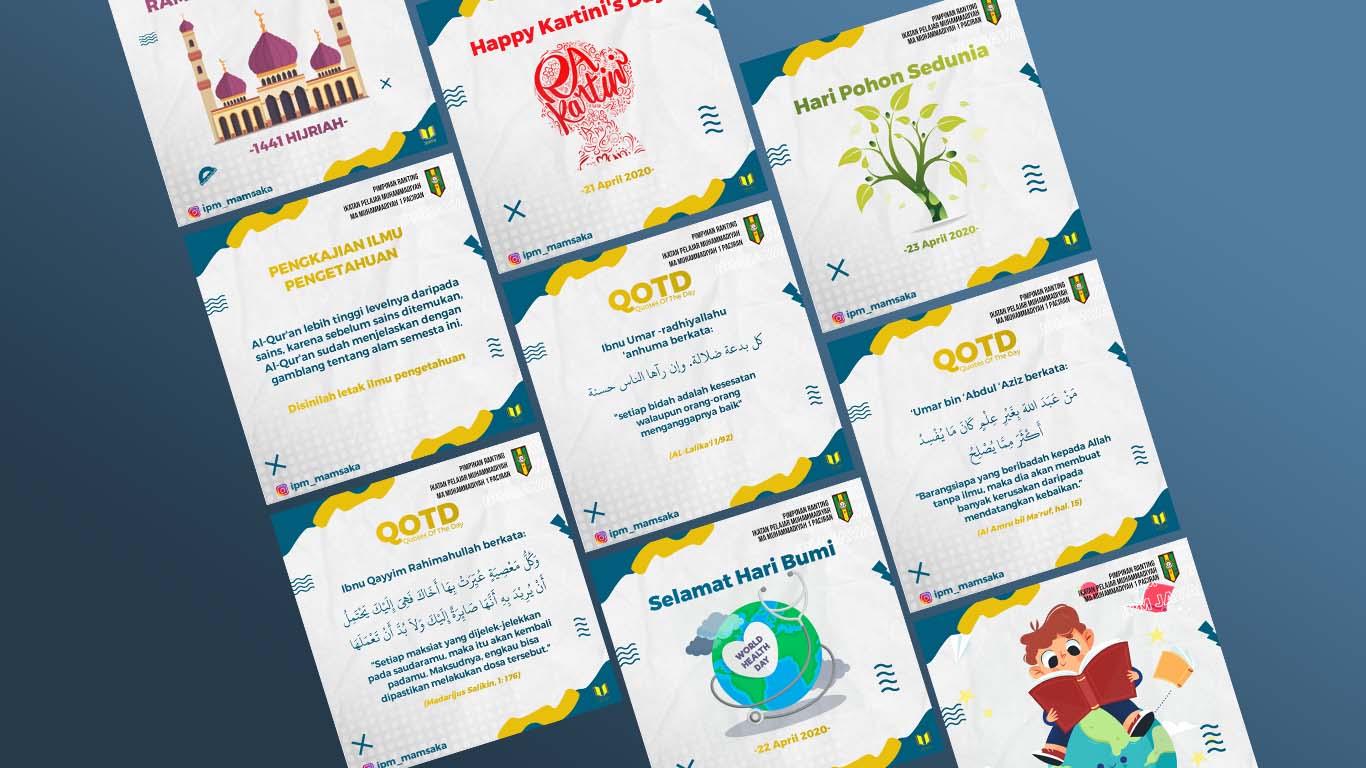 -1441 HIJRIAH-
ipm_mamsaka
Happy Kartini's Day
RA
Kartini
-21 April 2020-
ipm_mamsaka
PIMPINAN RANTING
IKATAN PELAJAR MUHAMMADIYAH
MA MUHAMMADIYAH 1 PACIRAN
Hari Pohon Sedunia
-23 April 2020-
ipm_mamsaka
PIMPINAN RANTING
IKATAN PELAJAR MUHAMMADIYAH
MA MUHAMMADIYAH 1 PACIRAN
PENGKAJIAN ILMU
PENGETAHUAN
Al-Qur'an lebih tinggi levelnya daripada
sains, karena sebelum sains ditemukan,
Al-Qur'an sudah menjelaskan dengan
gamblang tentang alam semesta ini.
Disinilah letak ilmu pengetahuan
ipm_mamsaka
PIMPINAN RANTING
IKATAN PELAJAR MUHAMMADIYAH
MA MUHAMMADIYAH 1 PACIRAN
QOTD
Quotes Of The Day
Ibnu Umar -radhiyallahu
'anhuma berkata:
كل بدعة ضلالة. وإن رآها الناس حسنة
"setiap bidah adalah kesesatan
walaupun orang-orang
menganggapnya baik"
(AL-Lalika'i 1/92)
ipm_mamsaka
PIMPINAN RANTING
IKATAN PELAJAR MUHAMMADIYAH
MA MUHAMMADIYAH 1 PACIRAN
QOTD
Quotes Of The Day
'Umar bin 'Abdul 'Aziz berkata:
مَنْ عَبَدَ اللهَ بِغَيْرِ عِلْمٍ كَانَ مَا يُفْسِدُ
أَكْثَرَ مِمَّا يُصْلِحُ
"Barangsiapa yang beribadah kepada Allah
tanpa ilmu, maka dia akan membuat
banyak kerusakan daripada
mendatangkan kebaikan."
(Al Amru bil Ma'ruf, hal. 15)
ipm_mamsaka
PIMPINAN RANTING
IKATAN PELAJAR MUHAMMADIYAH
MA MUHAMMADIYAH 1 PACIRAN
QOTD
Quotes Of The Day
Ibnu Qayyim Rahimahullah berkata:
وَكُلُّ مَعْصِيَةٍ عُيِّرَتْ بِهَا أَخَاكَ فَهِيَ إِلَيْكَ يَحْتَمِلُ
أَنْ يُرِيْدَ بِهِ أَنَّهَا صَائِرَةٌ إِلَيْكَ وَلاَ بُدَّ أَنْ تَعْمَلَهَا
"Setiap maksiat yang dijelek-jelekkan
pada saudaramu, maka itu akan kembali
padamu. Maksudnya, engkau bisa
dipastikan melakukan dosa tersebut."
(Madarijus Salikin, 1: 176)
ipm_mamsaka
PIMPINAN RANTING
IKATAN PELAJAR MUHAMMADIYAH
MA MUHAMMADIYAH 1 PACIRAN
Selamat Hari Bumi
WORLD
HEALTH
DAY
-22 April 2020-
PIMPINAN RANTING
IKATAN PELAJAR MUHAMMADIYAH
MA MUHAMMADIYAH 1 PACIRAN